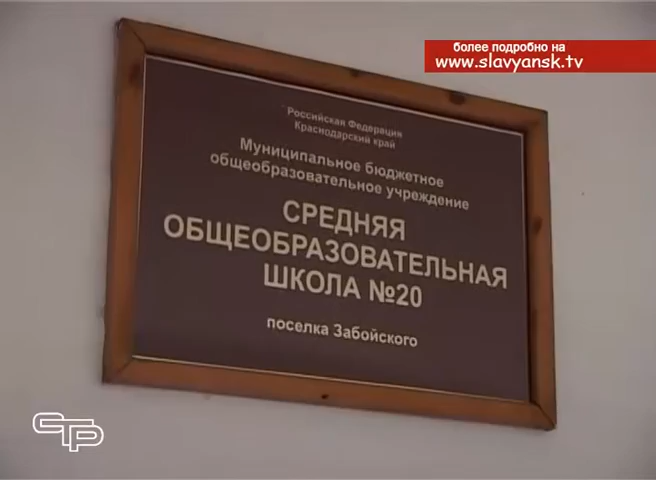 более подробно на
www.slavyansk.tv
Российская Федерация
Краснодарский край
Муниципальное бюджетное
общеобразовательное учреждение
СРЕДНЯЯ
ОБЩЕОБРАЗОВАТЕЛЬНАЯ
ШКОЛА №20
поселка Забойского
СТР